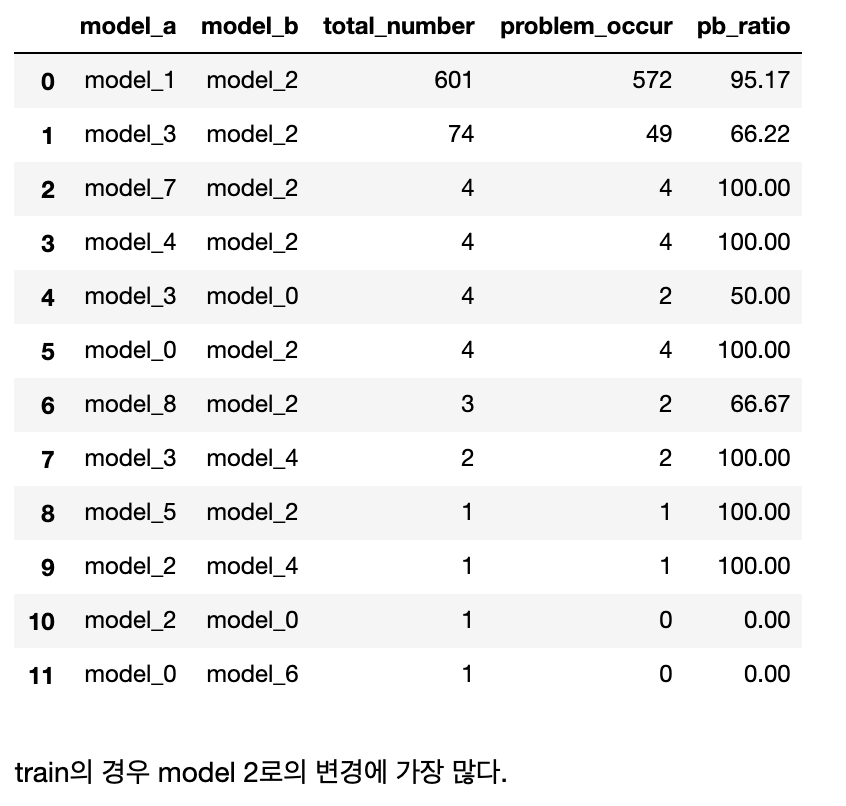 model_a model_b total_number problem_occur pb_ratio
0 model_1 model_2 601 572 95.17
1 model_3 model_2 74 49 66.22
2 model_7 model_2 4 4 100.00
3 model_4 model_2 4 4 100.00
4 model_3 model_0 4 2 50.00
5 model_0 model_2 4 4 100.00
6 model_8 model_2 3 2 66.67
7 model_3 model_4 2 2 100.00
8 model_5 model_2 1 1 100.00
9 model_2 model_4 1 1 100.00
10 model_2 model_0 1 0 0.00
11 model_0 model_6 1 0 0.00
train의 경우 model 2로의 변경에 가장 많다.